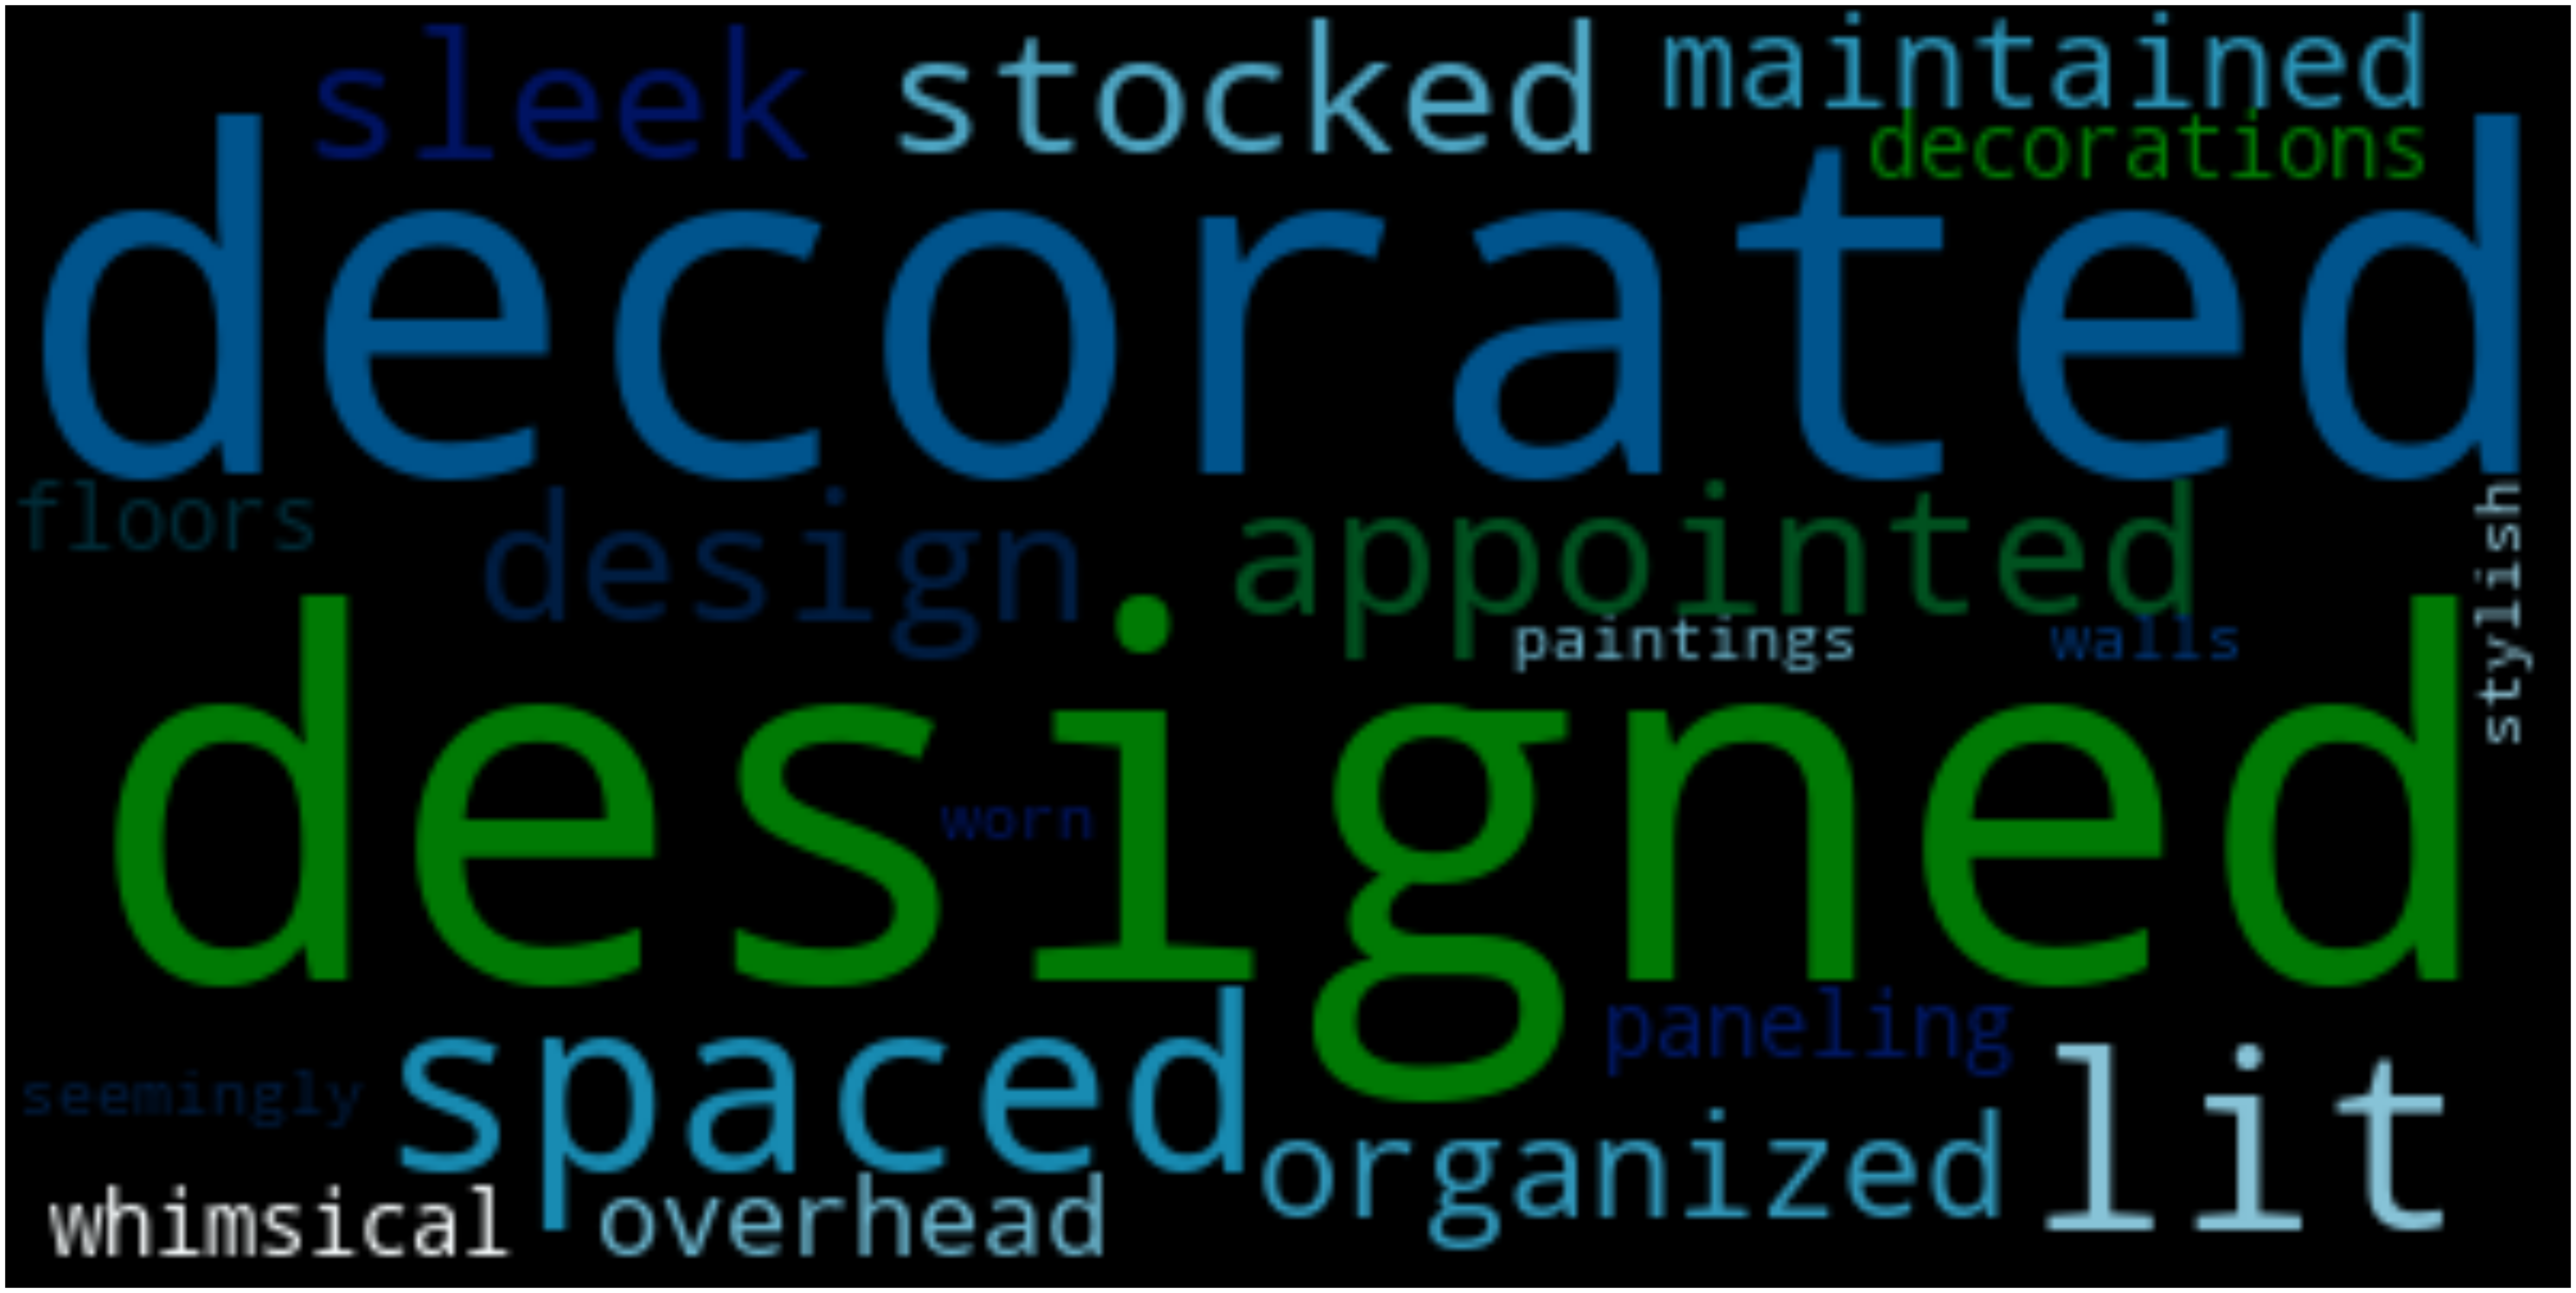 sleek stocked maintained
decorations
decorated
floors design appointed stylish
paintings walls
designed
worn
paneling
seemingly spaced organized lit
whimsical overhead